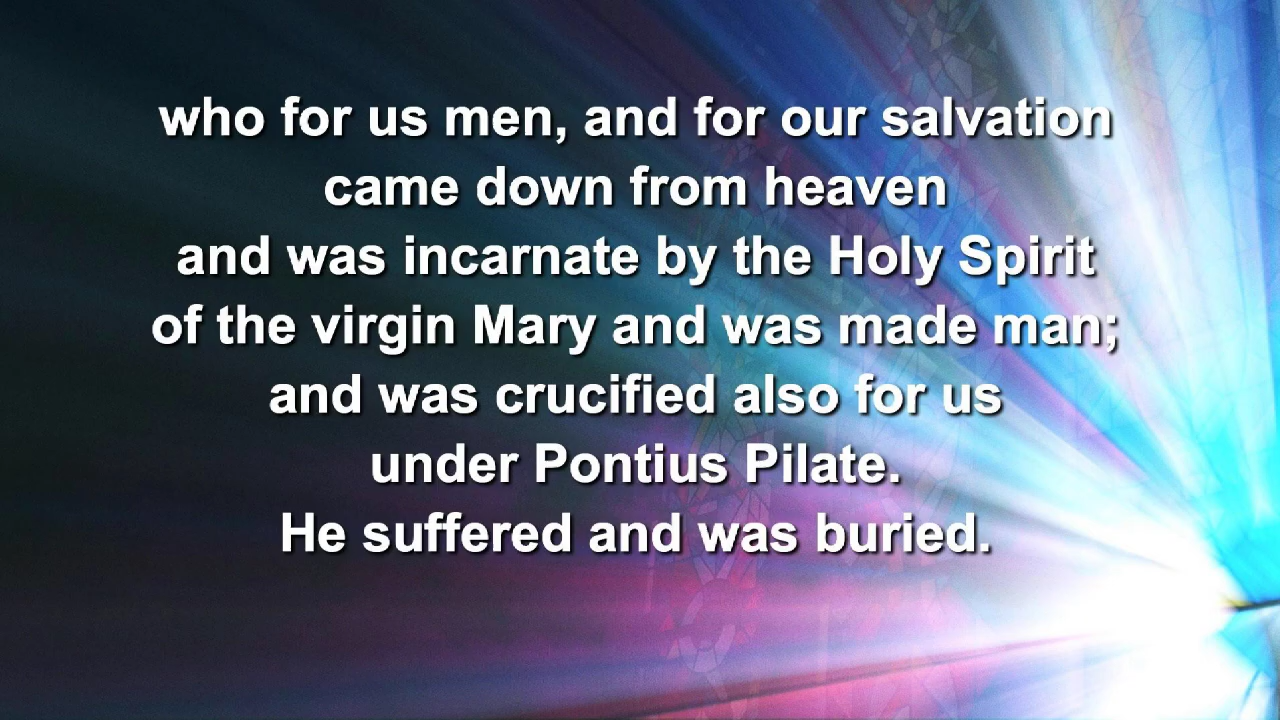 who for us men, and for our salvation
came down from heaven
and was incarnate by the Holy Spirit
of the virgin Mary and was made man;
and was crucified also for us
under Pontius Pilate.
He suffered and was buried.